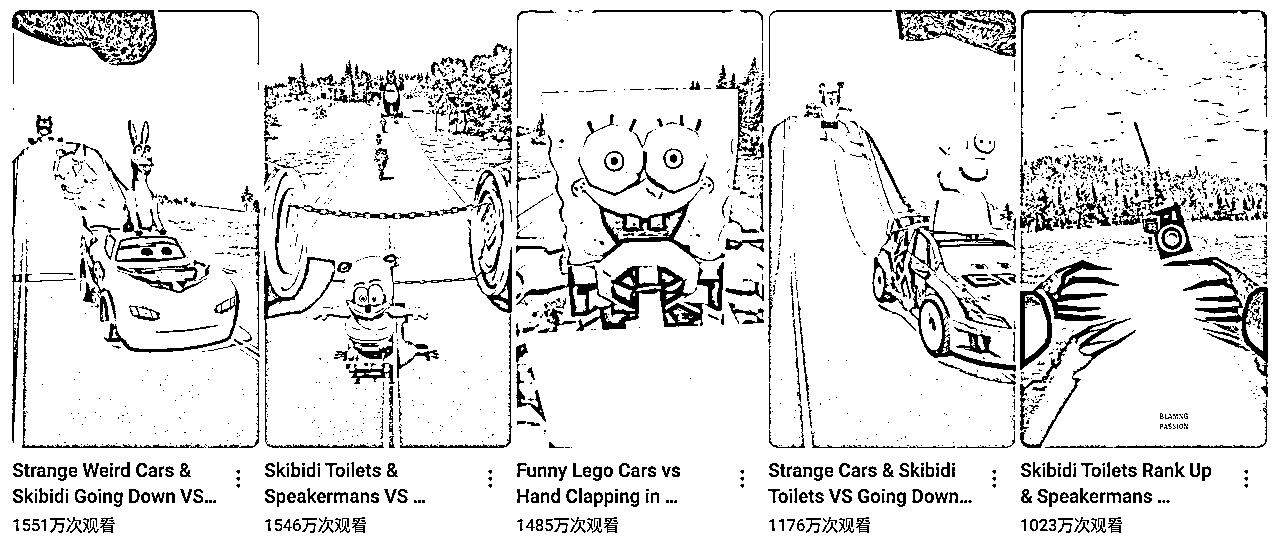 BLAMNG
PASSION
Strange Weird Cars &
Skibidi Going Down VS...
1551万次观看
Skibidi Toilets &
Speakermans VS ...
1546万次观看
Funny Lego Cars vs
Hand Clapping in ...
1485万次观看
Strange Cars & Skibidi
Toilets VS Going Down...
1176万次观看
Skibidi Toilets Rank Up
& Speakermans ...
1023万次观看